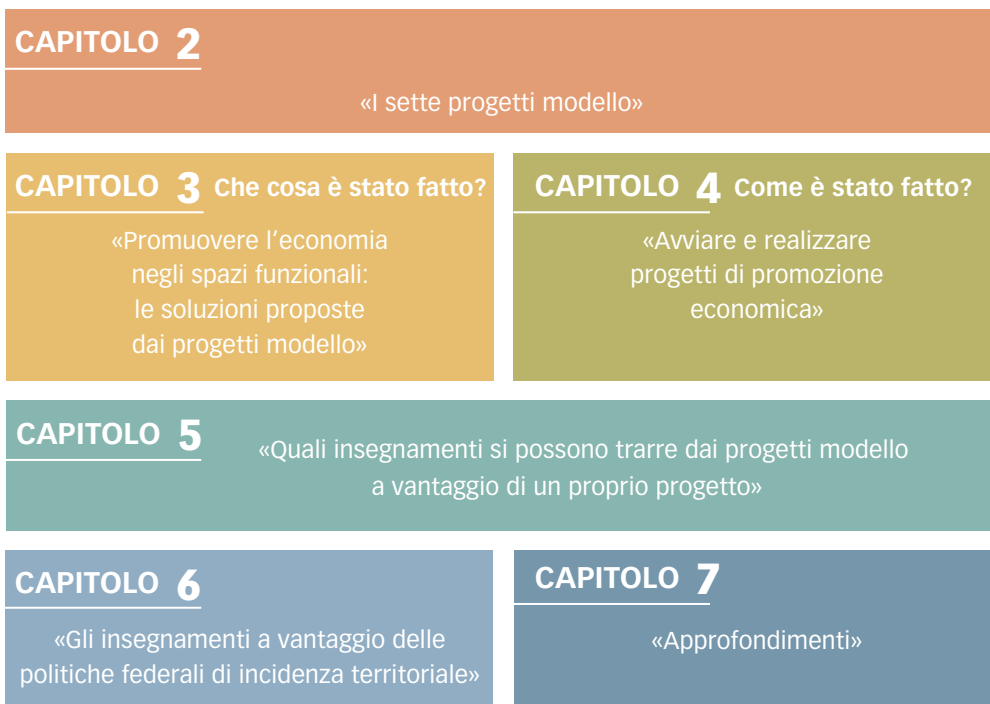 CAPITOLO 2
«I sette progetti modello»
CAPITOLO 3 Che cosa è stato fatto?
«Promuovere l'economia
negli spazi funzionali:
le soluzioni proposte
dai progetti modello»
CAPITOLO 4 Come è stato fatto?
«Avviare e realizzare
progetti di promozione
economica»
CAPITOLO 5
«Quali insegnamenti si possono trarre dai progetti modello
a vantaggio di un proprio progetto»
CAPITOLO 6
«Gli insegnamenti a vantaggio delle
politiche federali di incidenza territoriale»
CAPITOLO 7
«Approfondimenti»